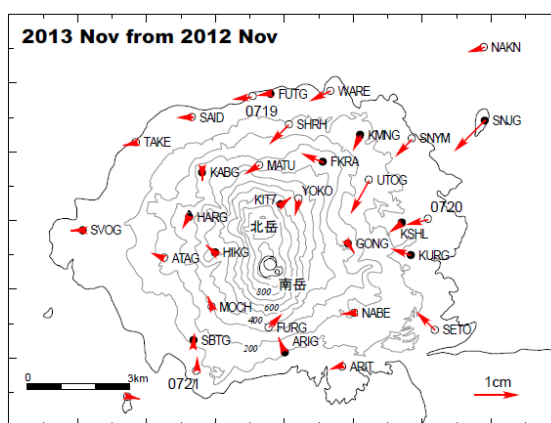 2013 Nov from 2012 Nov
NAKN
FUTG
WARE
0719
SAID
SHRH
SNJG
KMNG
SNYM
TAKE
FKRA
MATU
KABG
UTOG
YOKO
KIT7
HARG
0720
北岳
KSHL
SVOG
GONG
HIKG
ATAG
KURG
南岳
800
MOCH
600
NABE
400
FURG
SETO
SBTG
200
ARIG
ARIT
0721
0
3km
1cm